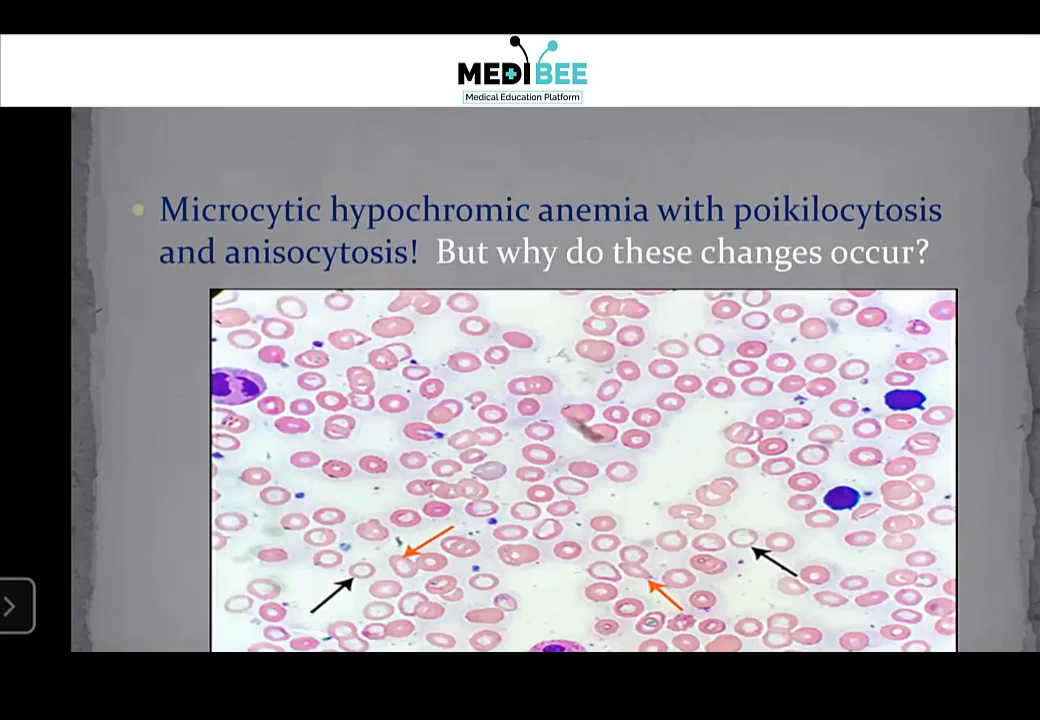 MEDIBEE
Medical Education Platform
Microcytic hypochromic anemia with poikilocytosis
and anisocytosis! But why do these changes occur?